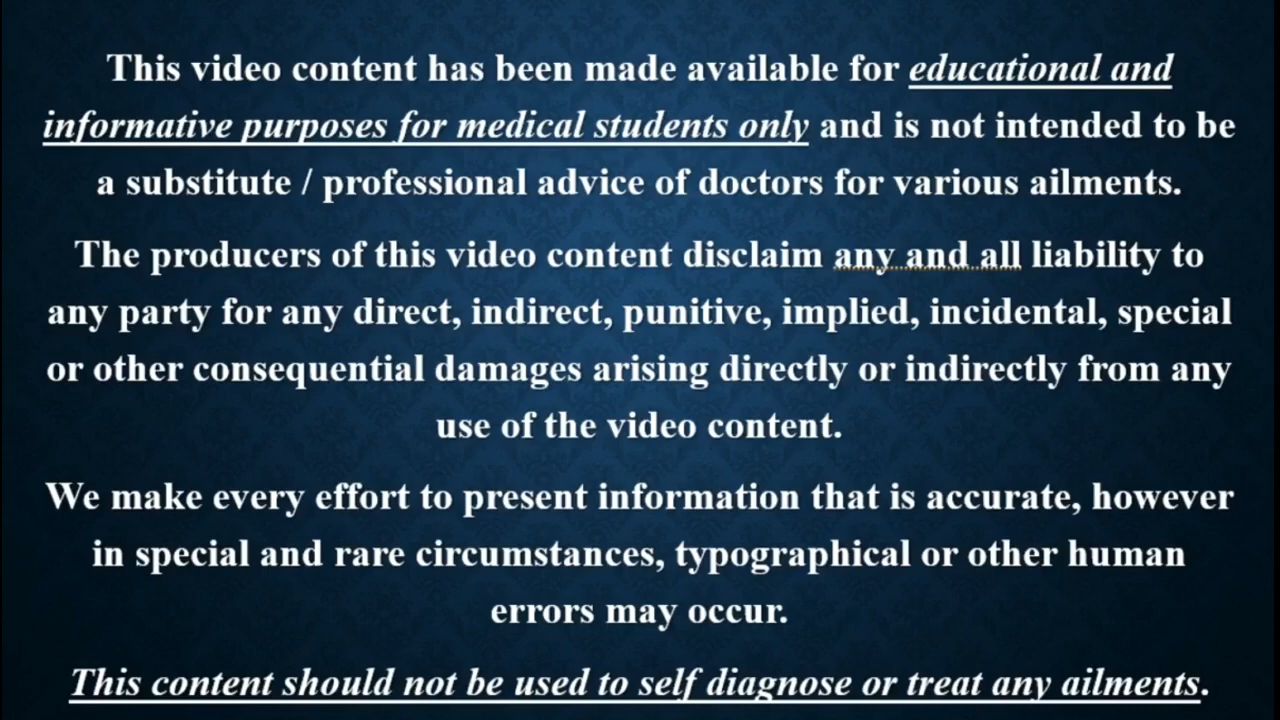 This video content has been made available for educational and
informative purposes for medical students only and is not intended to be
a substitute / professional advice of doctors for various ailments.
The producers of this video content disclaim any and all liability to
any party for any direct, indirect, punitive, implied, incidental, special
or other consequential damages arising directly or indirectly from any
use of the video content.
We make every effort to present information that is accurate, however
in special and rare circumstances, typographical or other human
errors may occur.
This content should not be used to self diagnose or treat any ailments.